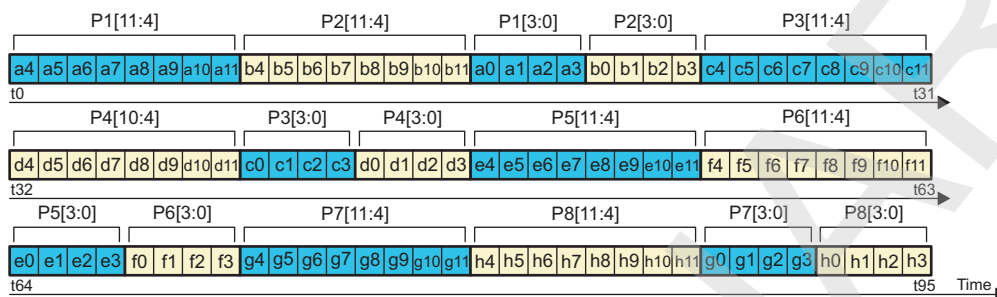 P1[11:4] P2[11:4] P1[3:0] P2[3:0] P3[11:4]
a4 a5 a6 a7 a8 a9 a10 a11 b4 b5 b6 b7 b8 b9 b10 b11 a0 a1 a2 a3 b0 b1 b2 b3 c4 c5 c6 c7 c8 c9 c10 c11
t0 t31
P4[10:4] P3[3:0] P4[3:0] P5[11:4] P6[11:4]
d4 d5 d6 d7 d8 d9 d10 d11 c0 c1 c2 c3 d0 d1 d2 d3 e4 e5 e6 e7 e8 e9 e10 e11 f4 f5 f6 f7 f8 f9 f10 f11
t32 t63
P5[3:0] P6[3:0] P7[11:4] P8[11:4] P7[3:0] P8[3:0]
e0 e1 e2 e3 f0 f1 f2 f3 g4 g5 g6 g7 g8 g9 g10 g11 h4 h5 h6 h7 h8 h9 h10 h11 g0 g1 g2 g3 h0 h1 h2 h3
t64 t95 Time